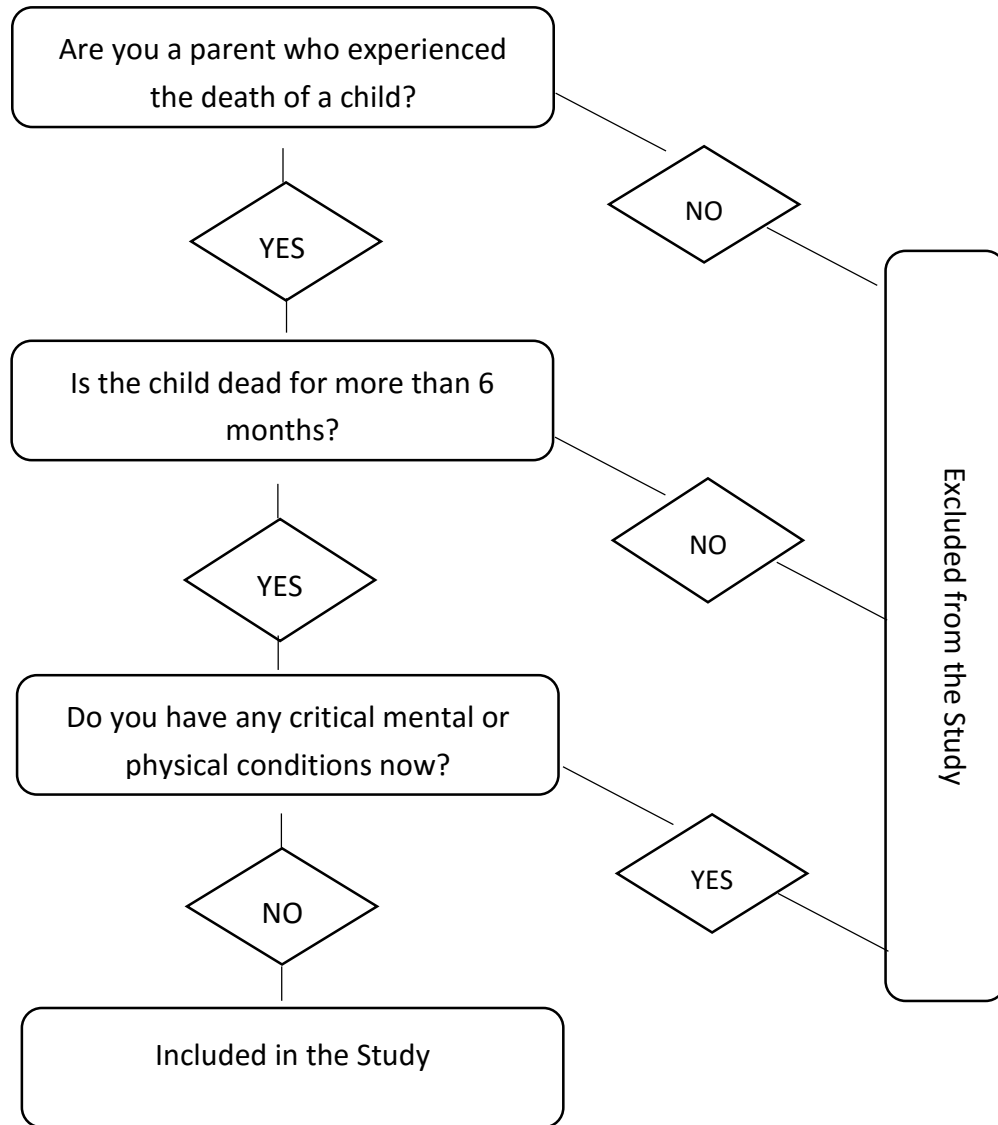 Are you a parent who experienced
the death of a child?
NO
YES
Is the child dead for more than 6
months?
NO
YES
Do you have any critical mental or
physical conditions now?
YES
NO
Included in the Study
Excluded from the Study